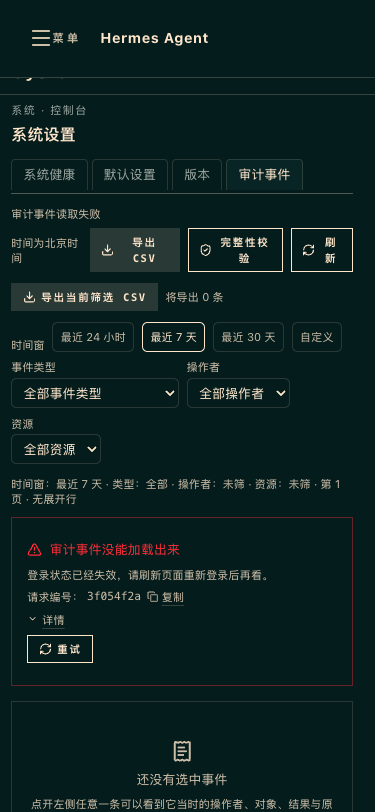 菜单 Hermes Agent
系统 · 控制台
系统设置
系统健康 默认设置 版本 审计事件
审计事件读取失败
时间为北京时间
导出 CSV
完整性校验
刷新
导出当前筛选 CSV 将导出 0 条
时间窗 最近 24 小时 最近 7 天 最近 30 天 自定义
事件类型 操作者
全部事件类型 全部操作者
资源
全部资源
时间窗：最近 7 天 · 类型：全部 · 操作者：未筛 · 资源：未筛 · 第 1
页 · 无展开行
审计事件没能加载出来
登录状态已经失效，请刷新页面重新登录后再看。
请求编号： 3f054f2a 复制
详情
重试
还没有选中事件
点开左侧任意一条可以看到它当时的操作者、对象、结果与原